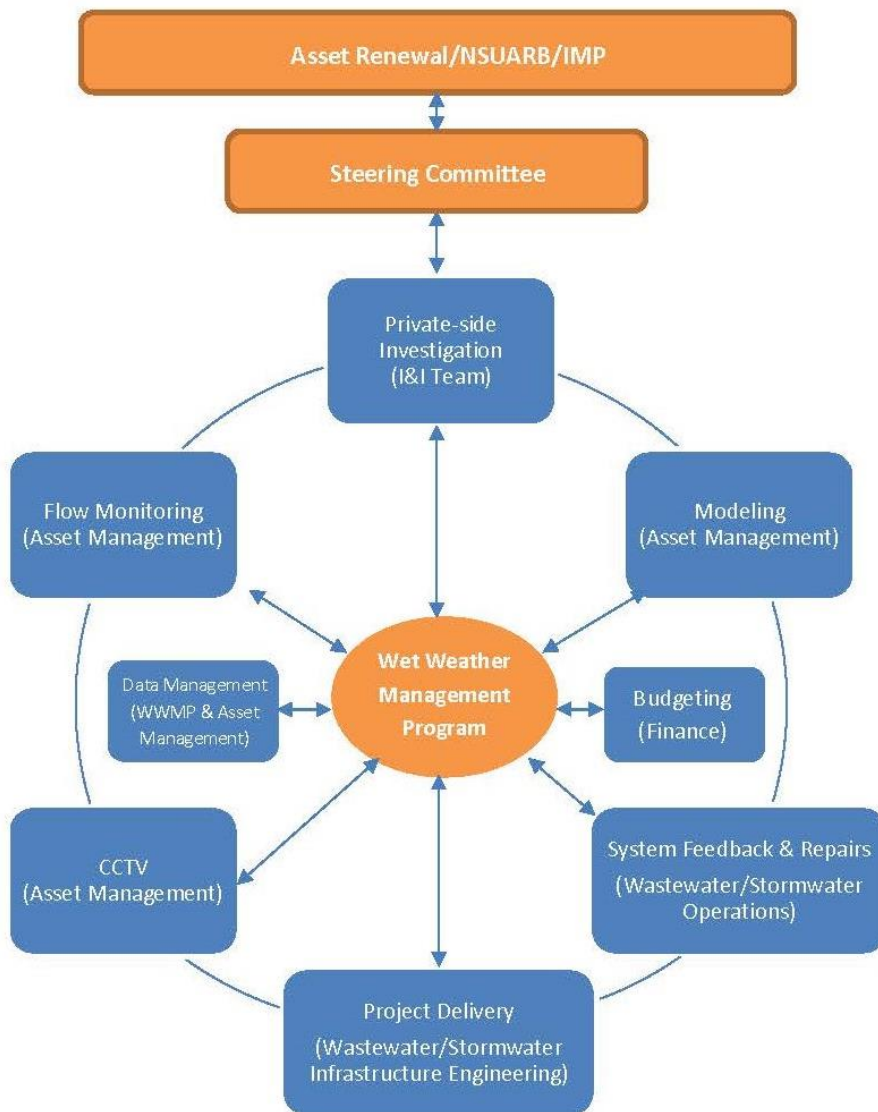 Asset Renewal/NSUARB/IMP
Steering Committee
Private-side
Investigation
(I&I Team)
Flow Monitoring
(Asset Management)
Modeling
(Asset Management)
Wet Weather
Management
Program
Data Management
(WWMP & Asset
Management)
Budgeting
(Finance)
CCTV
(Asset Management)
System Feedback & Repairs
(Wastewater/Stormwater
Operations)
Project Delivery
(Wastewater/Stormwater
Infrastructure Engineering)